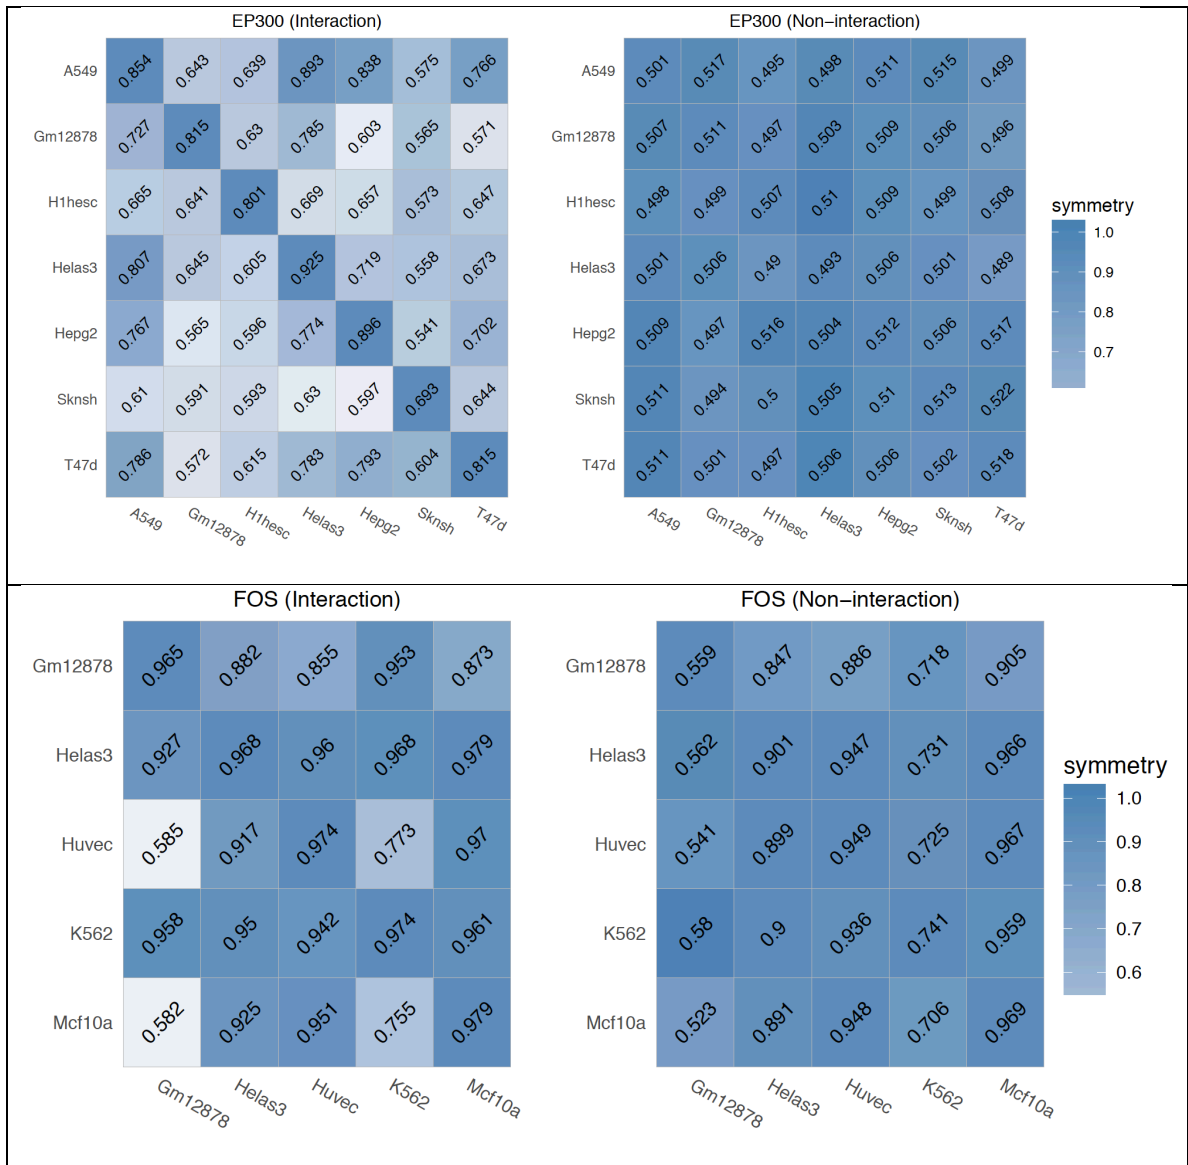 EP300 (Interaction)
A549 0.854 0.643 0.639 0.893 0.838 0.575 0.766
Gm12878 0.727 0.815 0.63 0.785 0.603 0.565 0.571
H1hesc 0.665 0.641 0.801 0.669 0.657 0.573 0.647
Helas3 0.807 0.645 0.605 0.925 0.719 0.558 0.673
Hepg2 0.767 0.565 0.596 0.774 0.896 0.541 0.702
Sknsh 0.61 0.591 0.593 0.63 0.597 0.693 0.644
T47d 0.786 0.572 0.615 0.783 0.793 0.604 0.815
A549 Gm12878 H1hesc Helas3 Hepg2 Sknsh T47d
EP300 (Non−interaction)
A549 0.501 0.517 0.495 0.498 0.511 0.515 0.499
Gm12878 0.507 0.511 0.497 0.503 0.509 0.506 0.496
H1hesc 0.498 0.499 0.507 0.51 0.509 0.499 0.508
Helas3 0.501 0.506 0.49 0.493 0.506 0.501 0.489
Hepg2 0.509 0.497 0.516 0.504 0.512 0.506 0.517
Sknsh 0.511 0.494 0.5 0.505 0.51 0.513 0.522
T47d 0.511 0.501 0.497 0.506 0.506 0.502 0.518
A549 Gm12878 H1hesc Helas3 Hepg2 Sknsh T47d
symmetry
1.0
0.9
0.8
0.7
FOS (Interaction)
Gm12878 0.965 0.882 0.855 0.953 0.873
Helas3 0.927 0.968 0.96 0.968 0.979
Huvec 0.585 0.917 0.974 0.773 0.97
K562 0.958 0.95 0.942 0.974 0.961
Mcf10a 0.582 0.925 0.951 0.755 0.979
Gm12878 Helas3 Huvec K562 Mcf10a
FOS (Non−interaction)
Gm12878 0.559 0.847 0.886 0.718 0.905
Helas3 0.562 0.901 0.947 0.731 0.966
Huvec 0.541 0.899 0.949 0.725 0.967
K562 0.58 0.9 0.936 0.741 0.959
Mcf10a 0.523 0.891 0.948 0.706 0.969
Gm12878 Helas3 Huvec K562 Mcf10a
symmetry
1.0
0.9
0.8
0.7
0.6